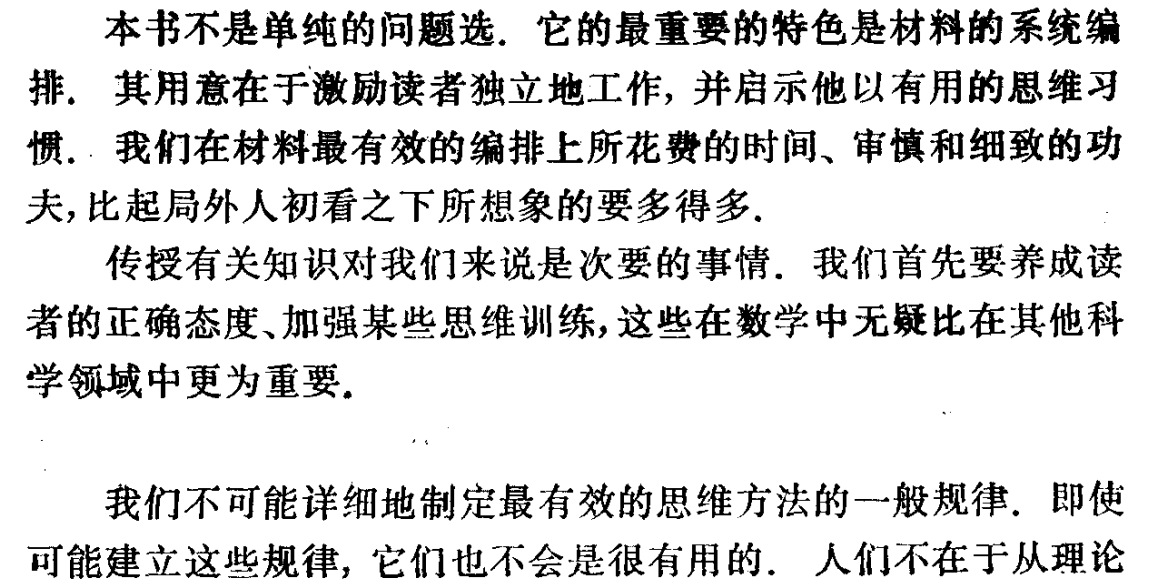 本书不是单纯的问题选．它的最重要的特色是材料的系统编
排．其用意在于激励读者独立地工作，并启示他以有用的思维习
惯．我们在材料最有效的编排上所花费的时间、审慎和细致的功
夫，比起局外人初看之下所想象的要多得多．
传授有关知识对我们来说是次要的事情．我们首先要养成读
者的正确态度、加强某些思维训练，这些在数学中无疑比在其他科
学领域中更为重要．
我们不可能详细地制定最有效的思维方法的一般规律．即使
可能建立这些规律，它们也不会是很有用的．人们不在于从理论